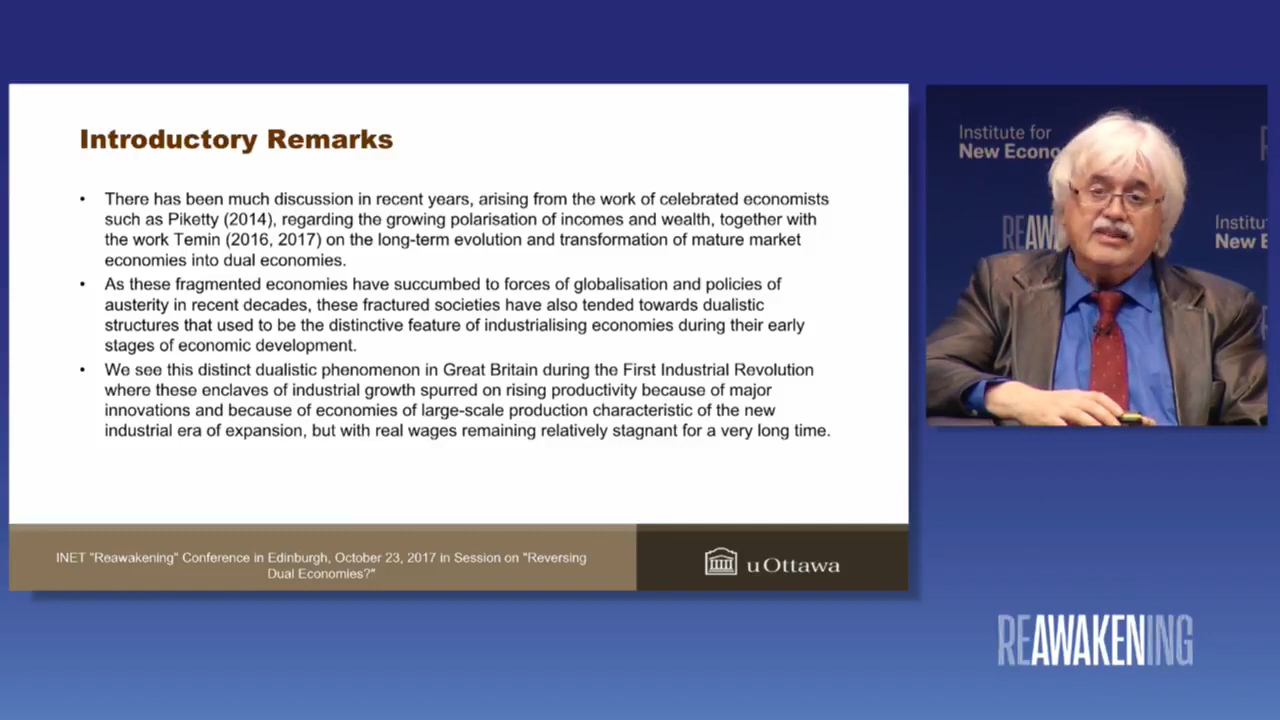 Introductory Remarks
• There has been much discussion in recent years, arising from the work of celebrated economists
such as Piketty (2014), regarding the growing polarisation of incomes and wealth, together with
the work Temin (2016, 2017) on the long-term evolution and transformation of mature market
economies into dual economies.
• As these fragmented economies have succumbed to forces of globalisation and policies of
austerity in recent decades, these fractured societies have also tended towards dualistic
structures that used to be the distinctive feature of industrialising economies during their early
stages of economic development.
• We see this distinct dualistic phenomenon in Great Britain during the First Industrial Revolution
where these enclaves of industrial growth spurred on rising productivity because of major
innovations and because of economies of large-scale production characteristic of the new
industrial era of expansion, but with real wages remaining relatively stagnant for a very long time.
INET "Reawakening" Conference in Edinburgh, October 23, 2017 in Session on "Reversing
Dual Economies?"
uOttawa
Institute for
New Econo
REAW
Institu
New E
REAWAKENING